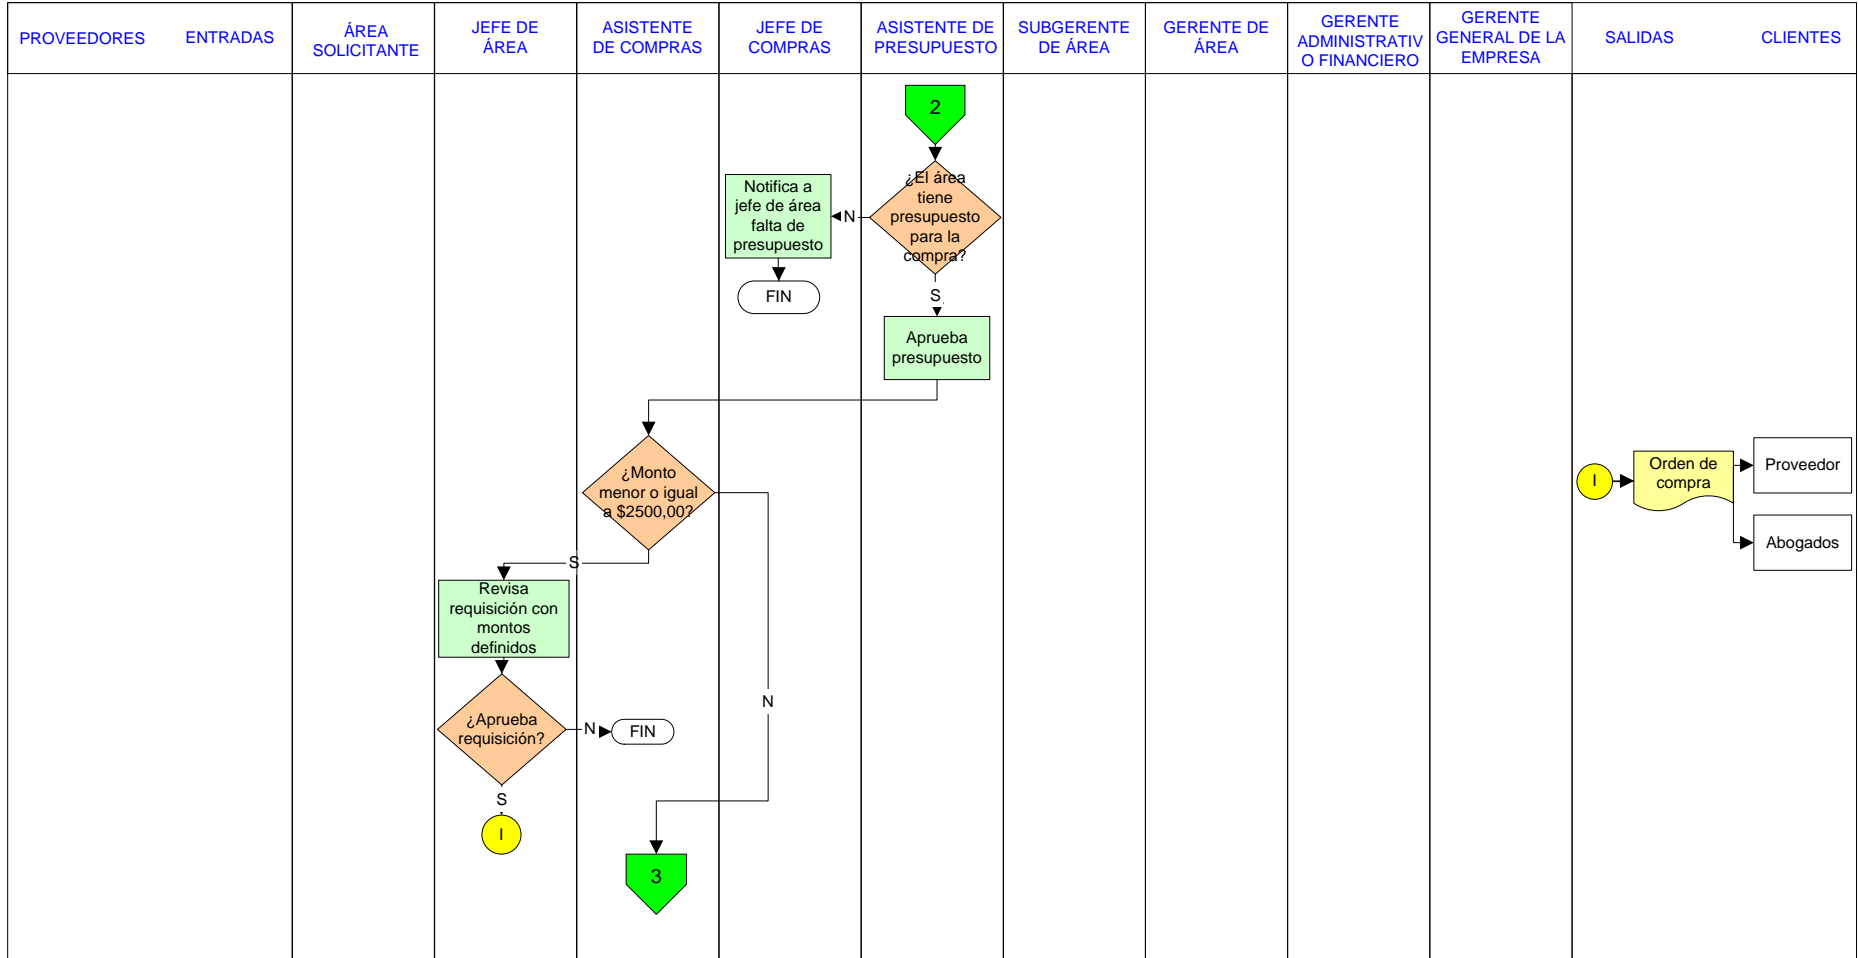 PROVEEDORES
ENTRADAS
ÁREA
SOLICITANTE
JEFE DE
ÁREA
ASISTENTE
DE COMPRAS
JEFE DE
COMPRAS
ASISTENTE DE
PRESUPUESTO
SUBGERENTE
DE ÁREA
GERENTE DE
ÁREA
GERENTE
ADMINISTRATIV
O FINANCIERO
GERENTE
GENERAL DE LA
EMPRESA
SALIDAS
CLIENTES
2
¿El área
tiene
presupuesto
para la
compra?
N
Notifica a
jefe de área
falta de
presupuesto
FIN
S
Aprueba
presupuesto
¿Monto
menor o igual
a $2500,00?
S
N
Revisa
requisición con
montos
definidos
¿Aprueba
requisición?
N
FIN
S
I
3
I
Orden de
compra
Proveedor
Abogados